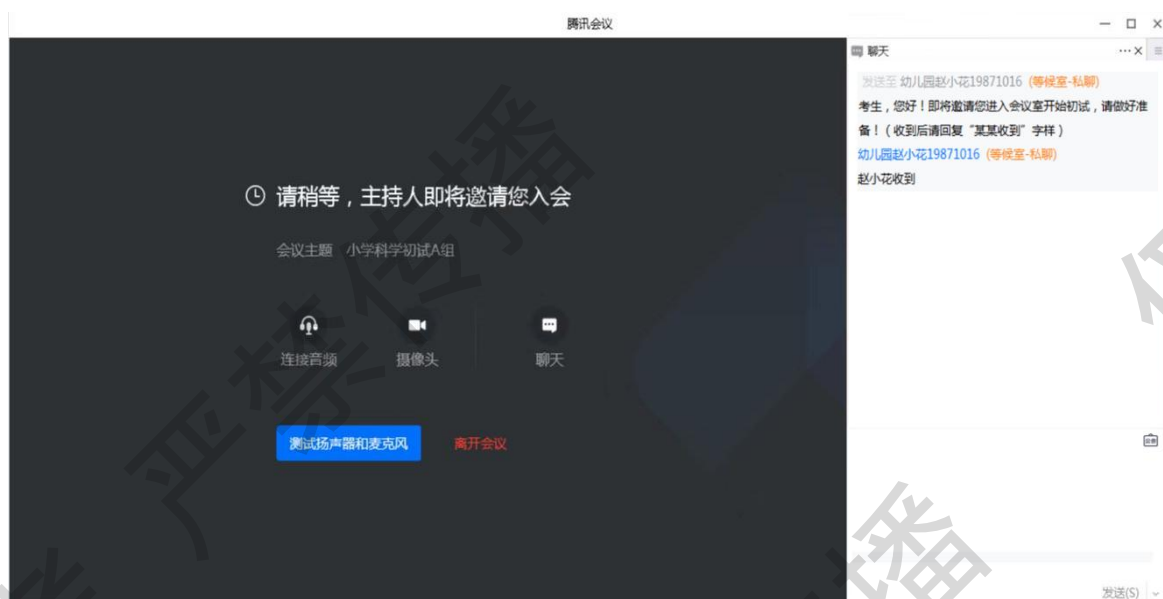 腾讯会议
请稍等，主持人即将邀请您入会
会议主题 小学科学初试A组
连接音频 摄像头 聊天
测试扬声器和麦克风 离开会议
聊天
发送至 幼儿园赵小花19871016 (等候室-私聊)
考生，您好！即将邀请您进入会议室开始初试，请做好准
备！（收到后请回复“某某收到”字样）
幼儿园赵小花19871016 (等候室-私聊)
赵小花收到
发送(S)
严禁传播
播